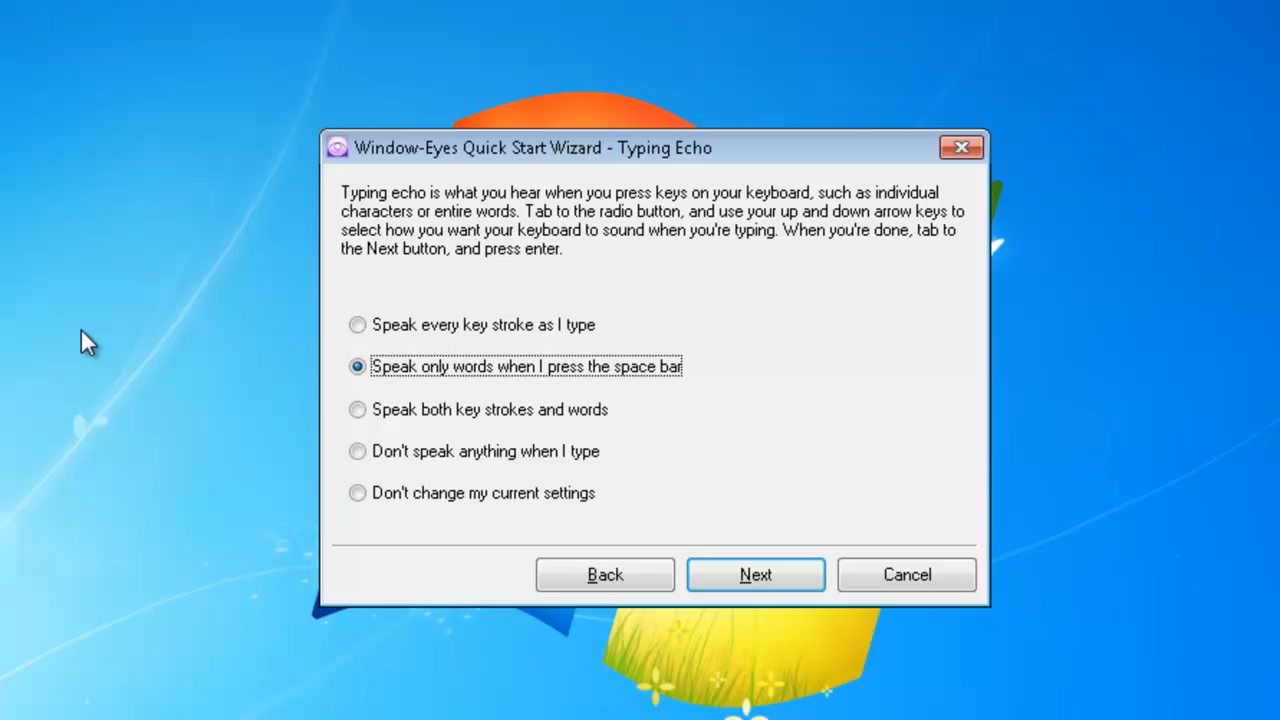 Window-Eyes Quick Start Wizard - Typing Echo
Typing echo is what you hear when you press keys on your keyboard, such as individual
characters or entire words. Tab to the radio button, and use your up and down arrow keys to
select how you want your keyboard to sound when you're typing. When you're done, tab to
the Next button, and press enter.
Speak every key stroke as I type
Speak only words when I press the space bar
Speak both key strokes and words
Don't speak anything when I type
Don't change my current settings
Back Next Cancel